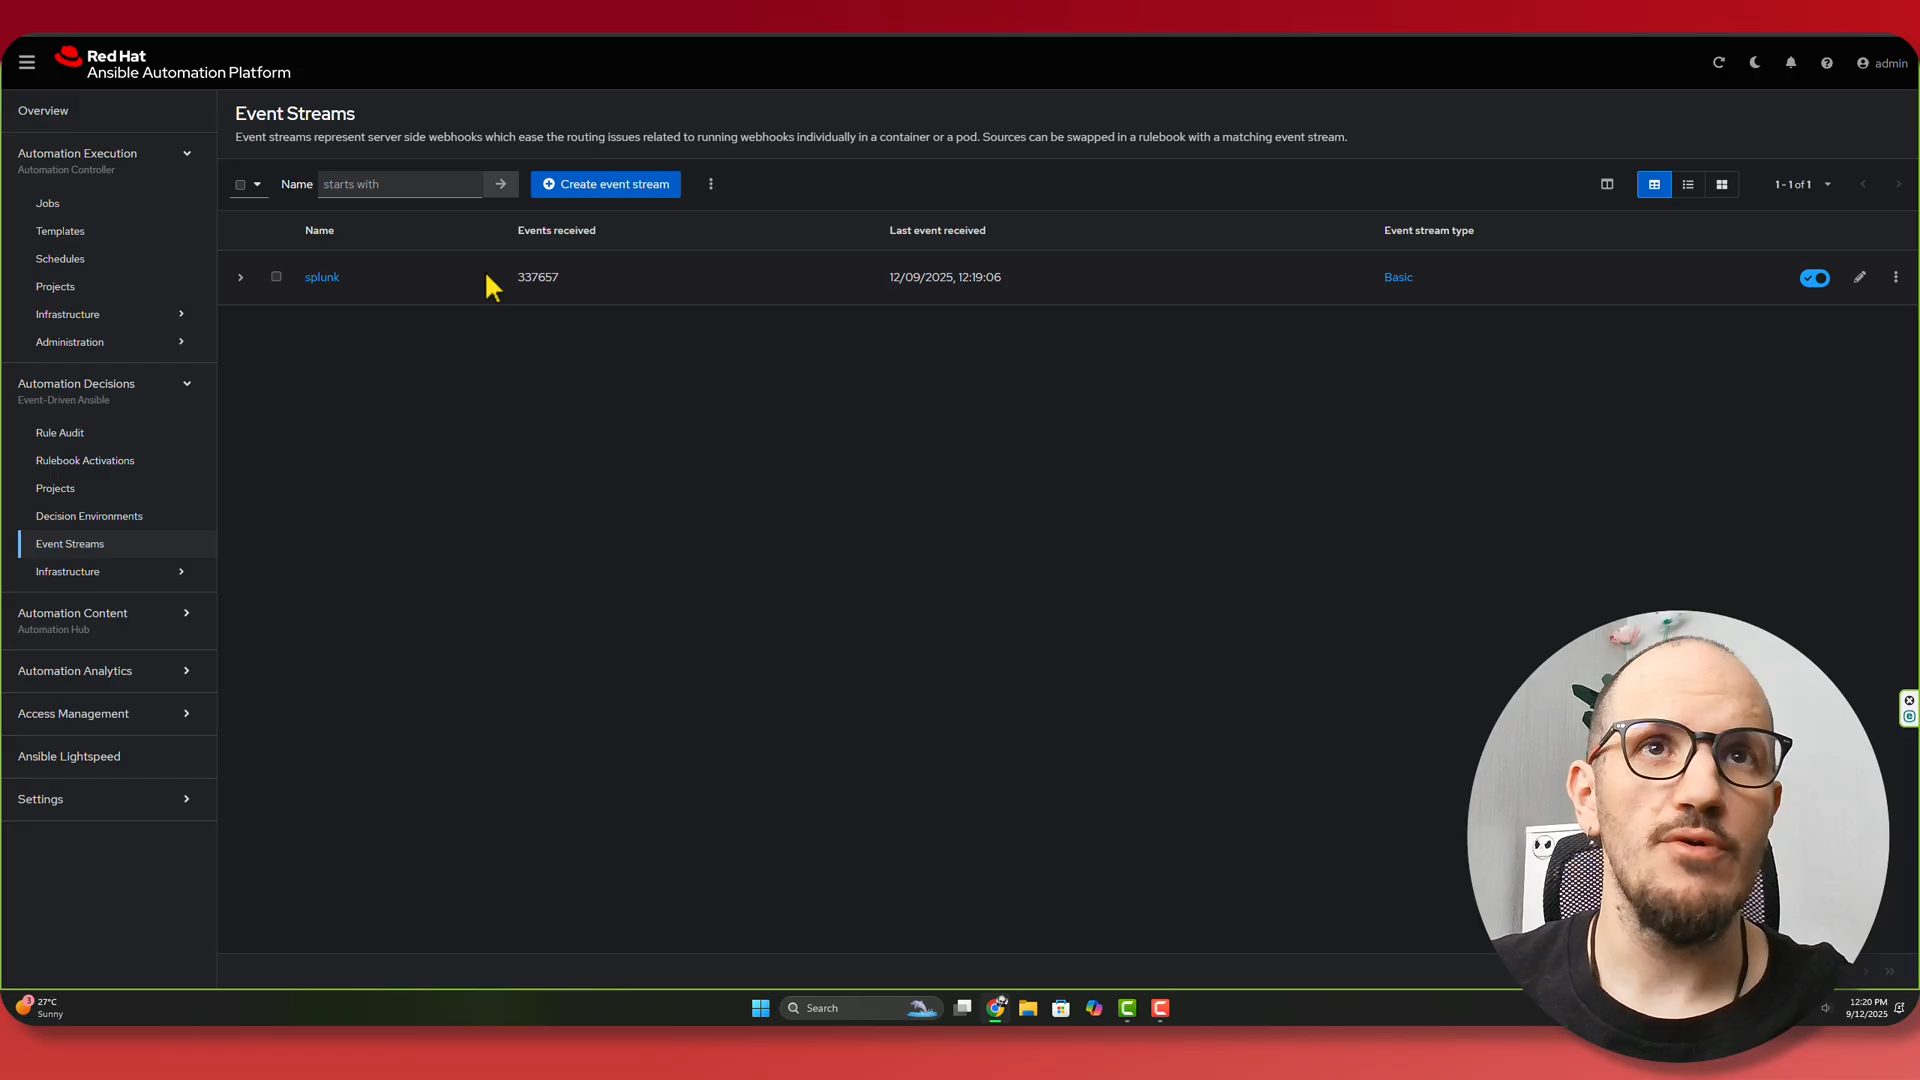 Red Hat
Ansible Automation Platform
admin
Overview
Automation Execution
Automation Controller
Jobs
Templates
Schedules
Projects
Infrastructure
Administration
Automation Decisions
Event-Driven Ansible
Rule Audit
Rulebook Activations
Projects
Decision Environments
Event Streams
Infrastructure
Automation Content
Automation Hub
Automation Analytics
Access Management
Ansible Lightspeed
Settings
Event Streams
Event streams represent server side webhooks which ease the routing issues related to running webhooks individually in a container or a pod. Sources can be swapped in a rulebook with a matching event stream.
Name starts with Create event stream 1 - 1 of 1
Name Events received Last event received Event stream type
splunk 337657 12/09/2025, 12:19:06 Basic
3
27°C
Sunny
Search
12:20 PM
9/12/2025